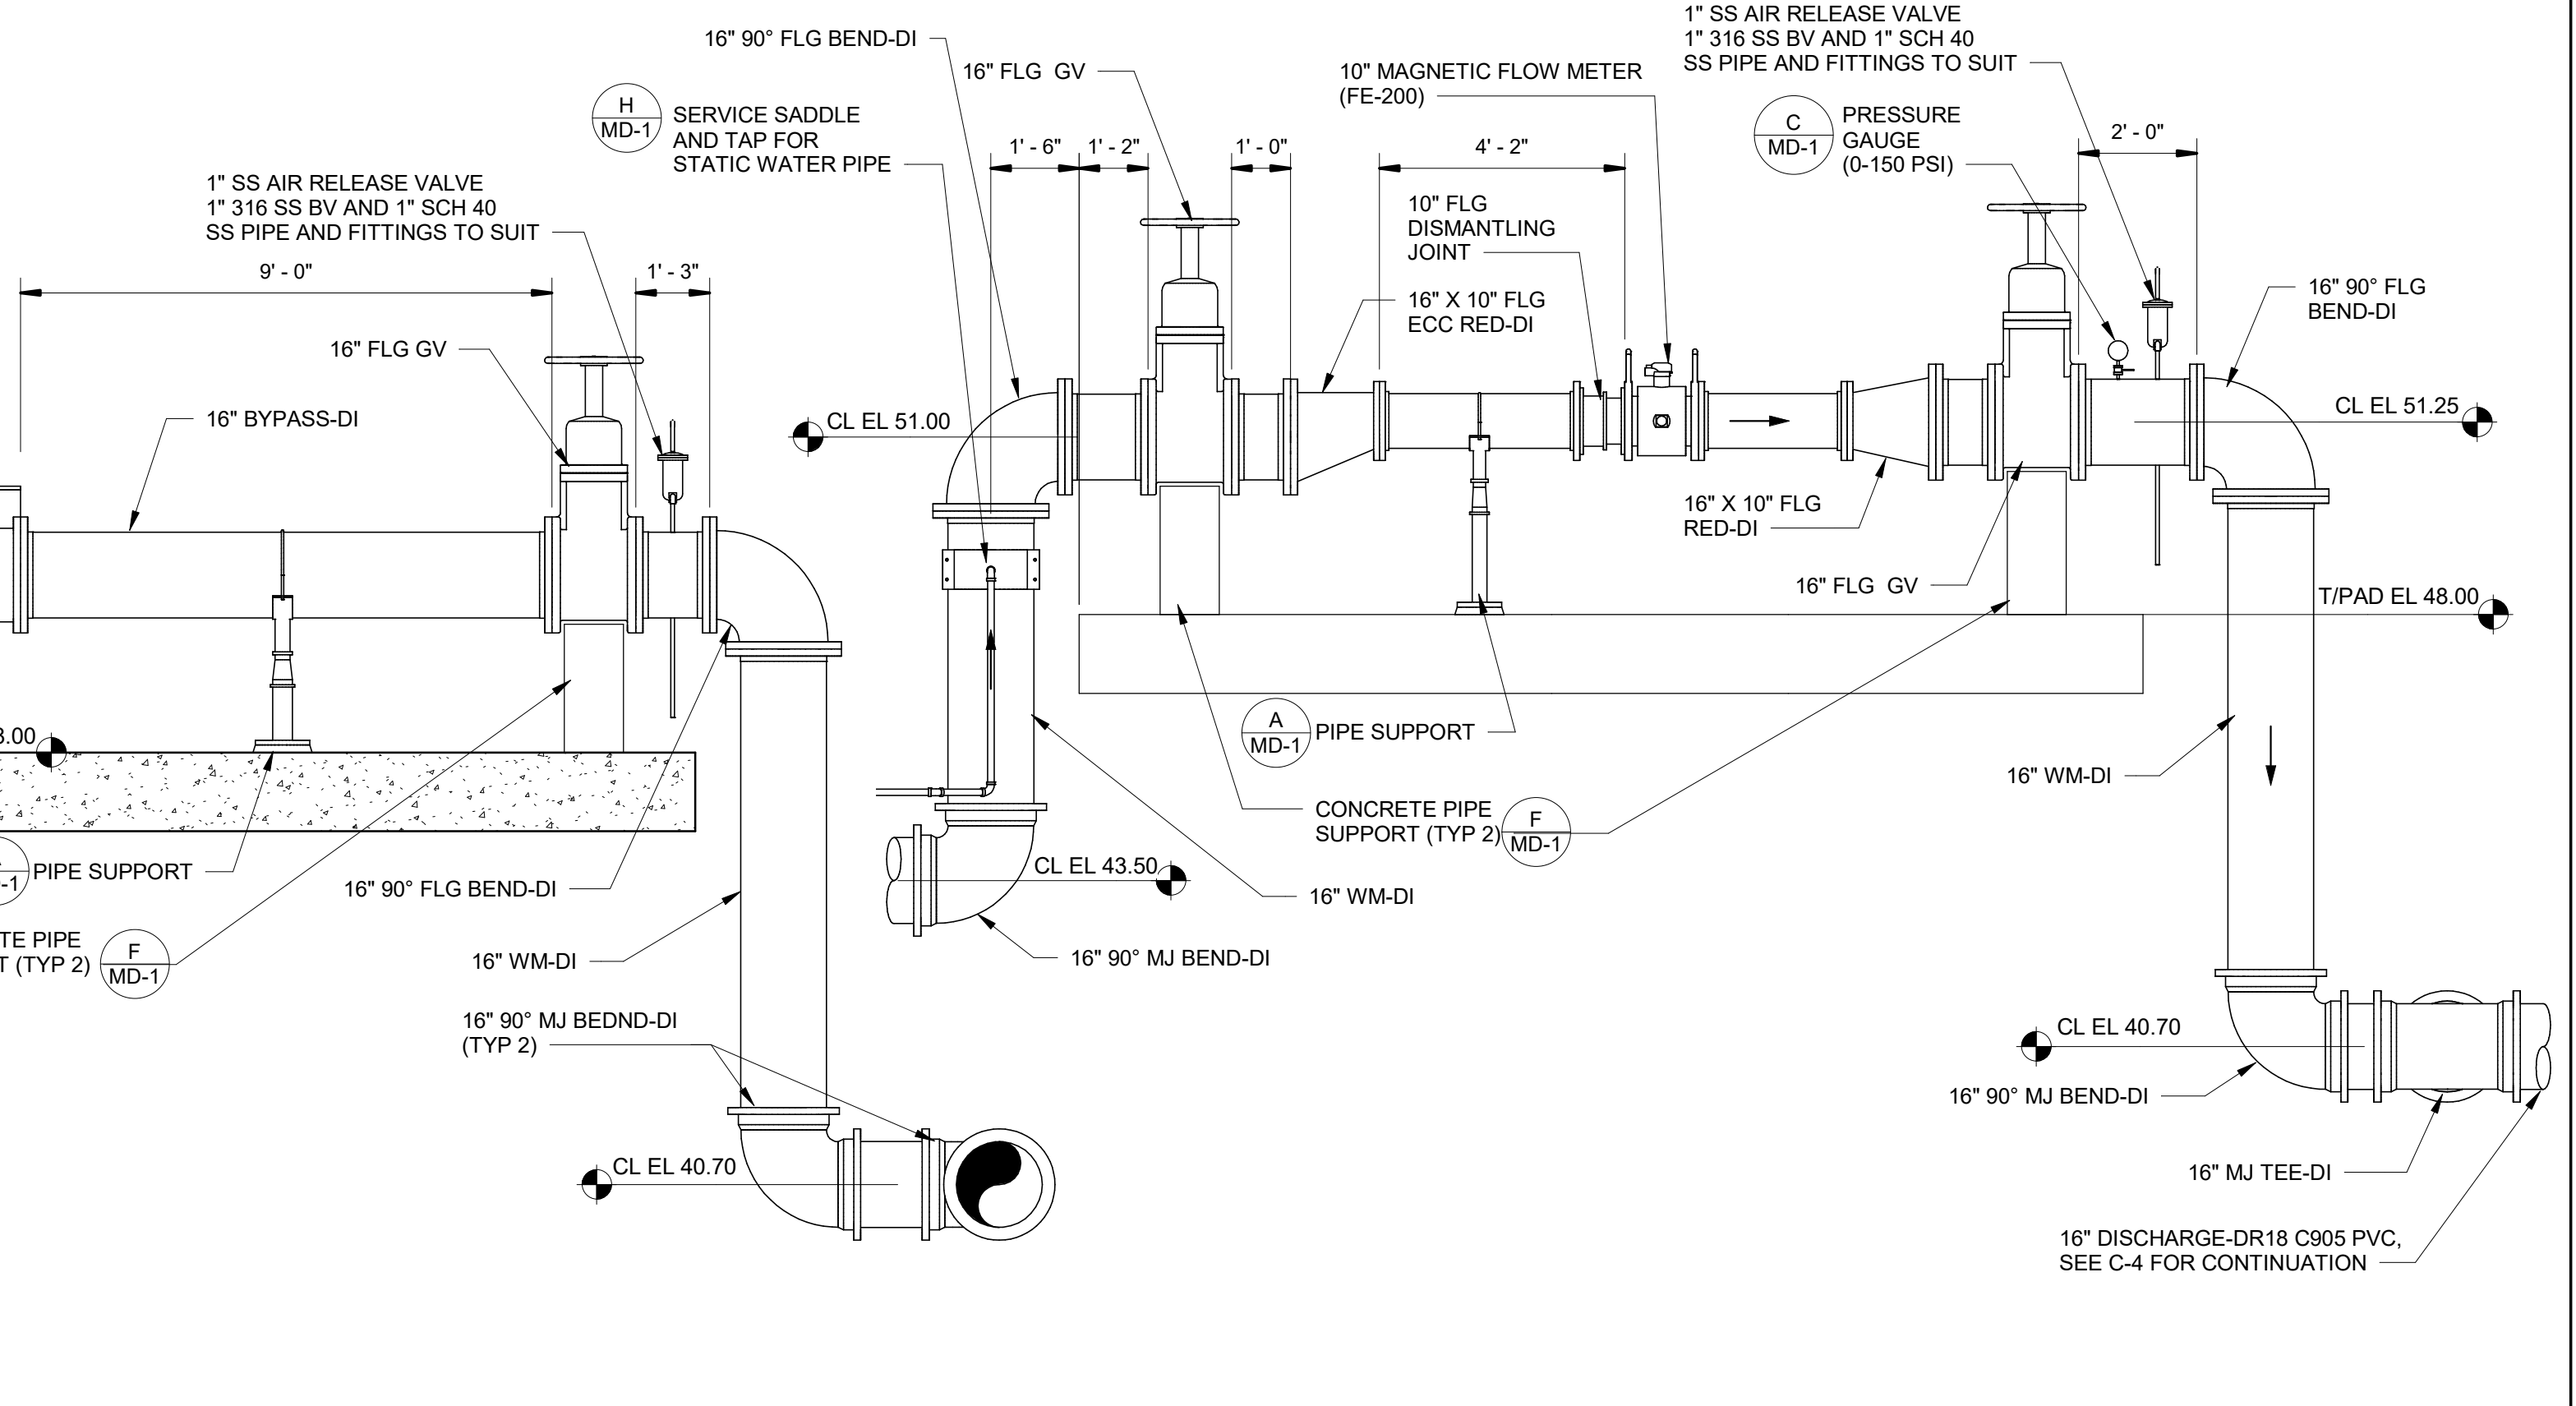 1" SS AIR RELEASE VALVE
1" 316 SS BV AND 1" SCH 40
SS PIPE AND FITTINGS TO SUIT
9' - 0"
1' - 3"
16" FLG GV
16" BYPASS-DI
PIPE SUPPORT
16" 90° FLG BEND-DI
F
MD-1
(TYP 2)
PIPE
16" WM-DI
16" 90° MJ BEDND-DI
(TYP 2)
CL EL 40.70
16" 90° FLG BEND-DI
H
MD-1
SERVICE SADDLE
AND TAP FOR
STATIC WATER PIPE
16" FLG GV
1' - 6"
1' - 2"
1' - 0"
4' - 2"
10" MAGNETIC FLOW METER
(FE-200)
10" FLG
DISMANTLING
JOINT
16" X 10" FLG
ECC RED-DI
CL EL 51.00
1" SS AIR RELEASE VALVE
1" 316 SS BV AND 1" SCH 40
SS PIPE AND FITTINGS TO SUIT
C
MD-1
PRESSURE
GAUGE
(0-150 PSI)
2' - 0"
16" 90° FLG
BEND-DI
CL EL 51.25
16" X 10" FLG
RED-DI
16" FLG GV
T/PAD EL 48.00
A
MD-1
PIPE SUPPORT
CONCRETE PIPE
SUPPORT (TYP 2)
F
MD-1
CL EL 43.50
16" WM-DI
16" 90° MJ BEND-DI
16" WM-DI
CL EL 40.70
16" 90° MJ BEND-DI
16" MJ TEE-DI
16" DISCHARGE-DR18 C905 PVC,
SEE C-4 FOR CONTINUATION